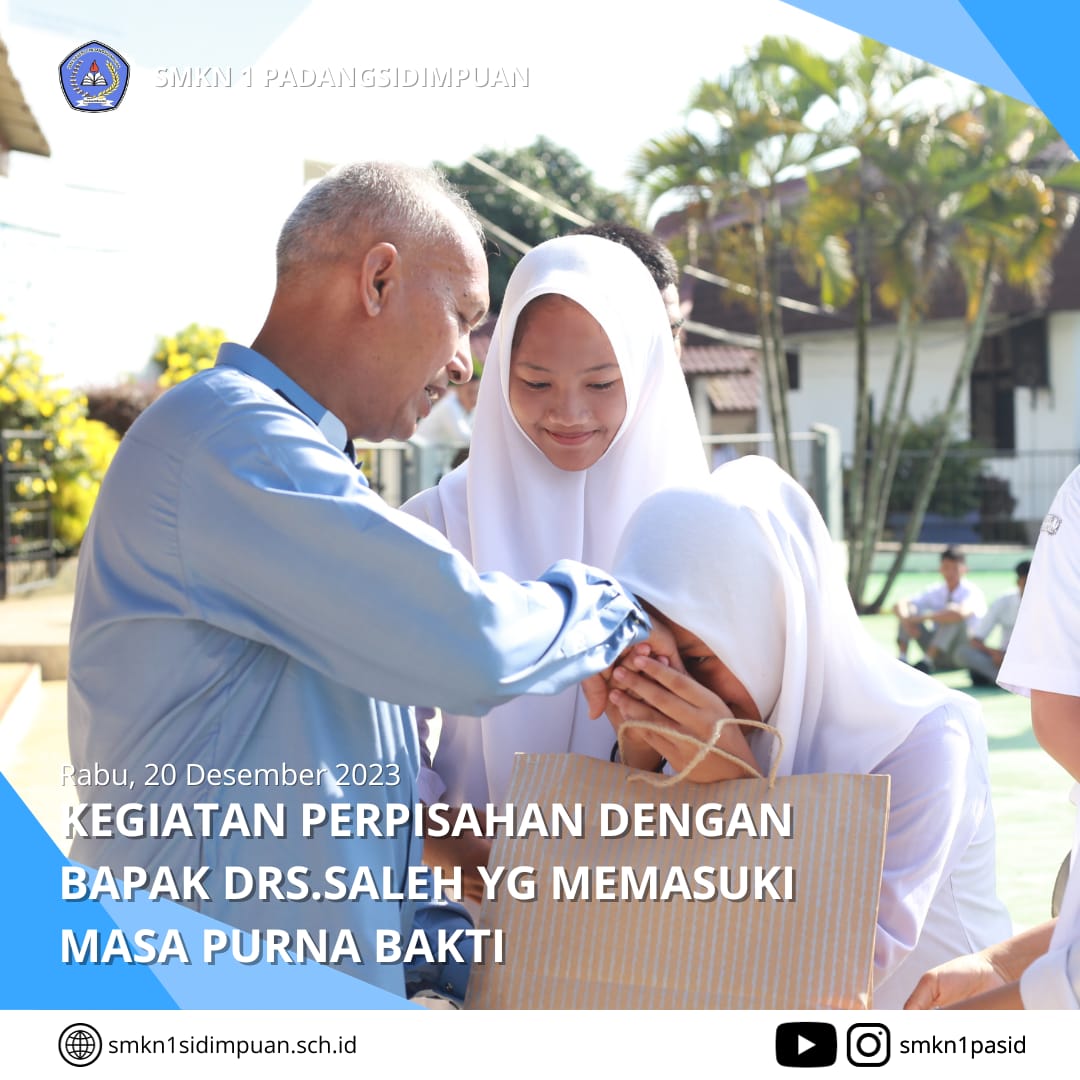 SMKN 1 PADANGSIDIMPUAN
Rabu, 20 Desember 2023
KEGIATAN PERPISAHAN DENGAN
BAPAK DRS.SALEH YG MEMASUKI
MASA PURNA BAKTI
smkn1sidimpuan.sch.id
smkn1pasid